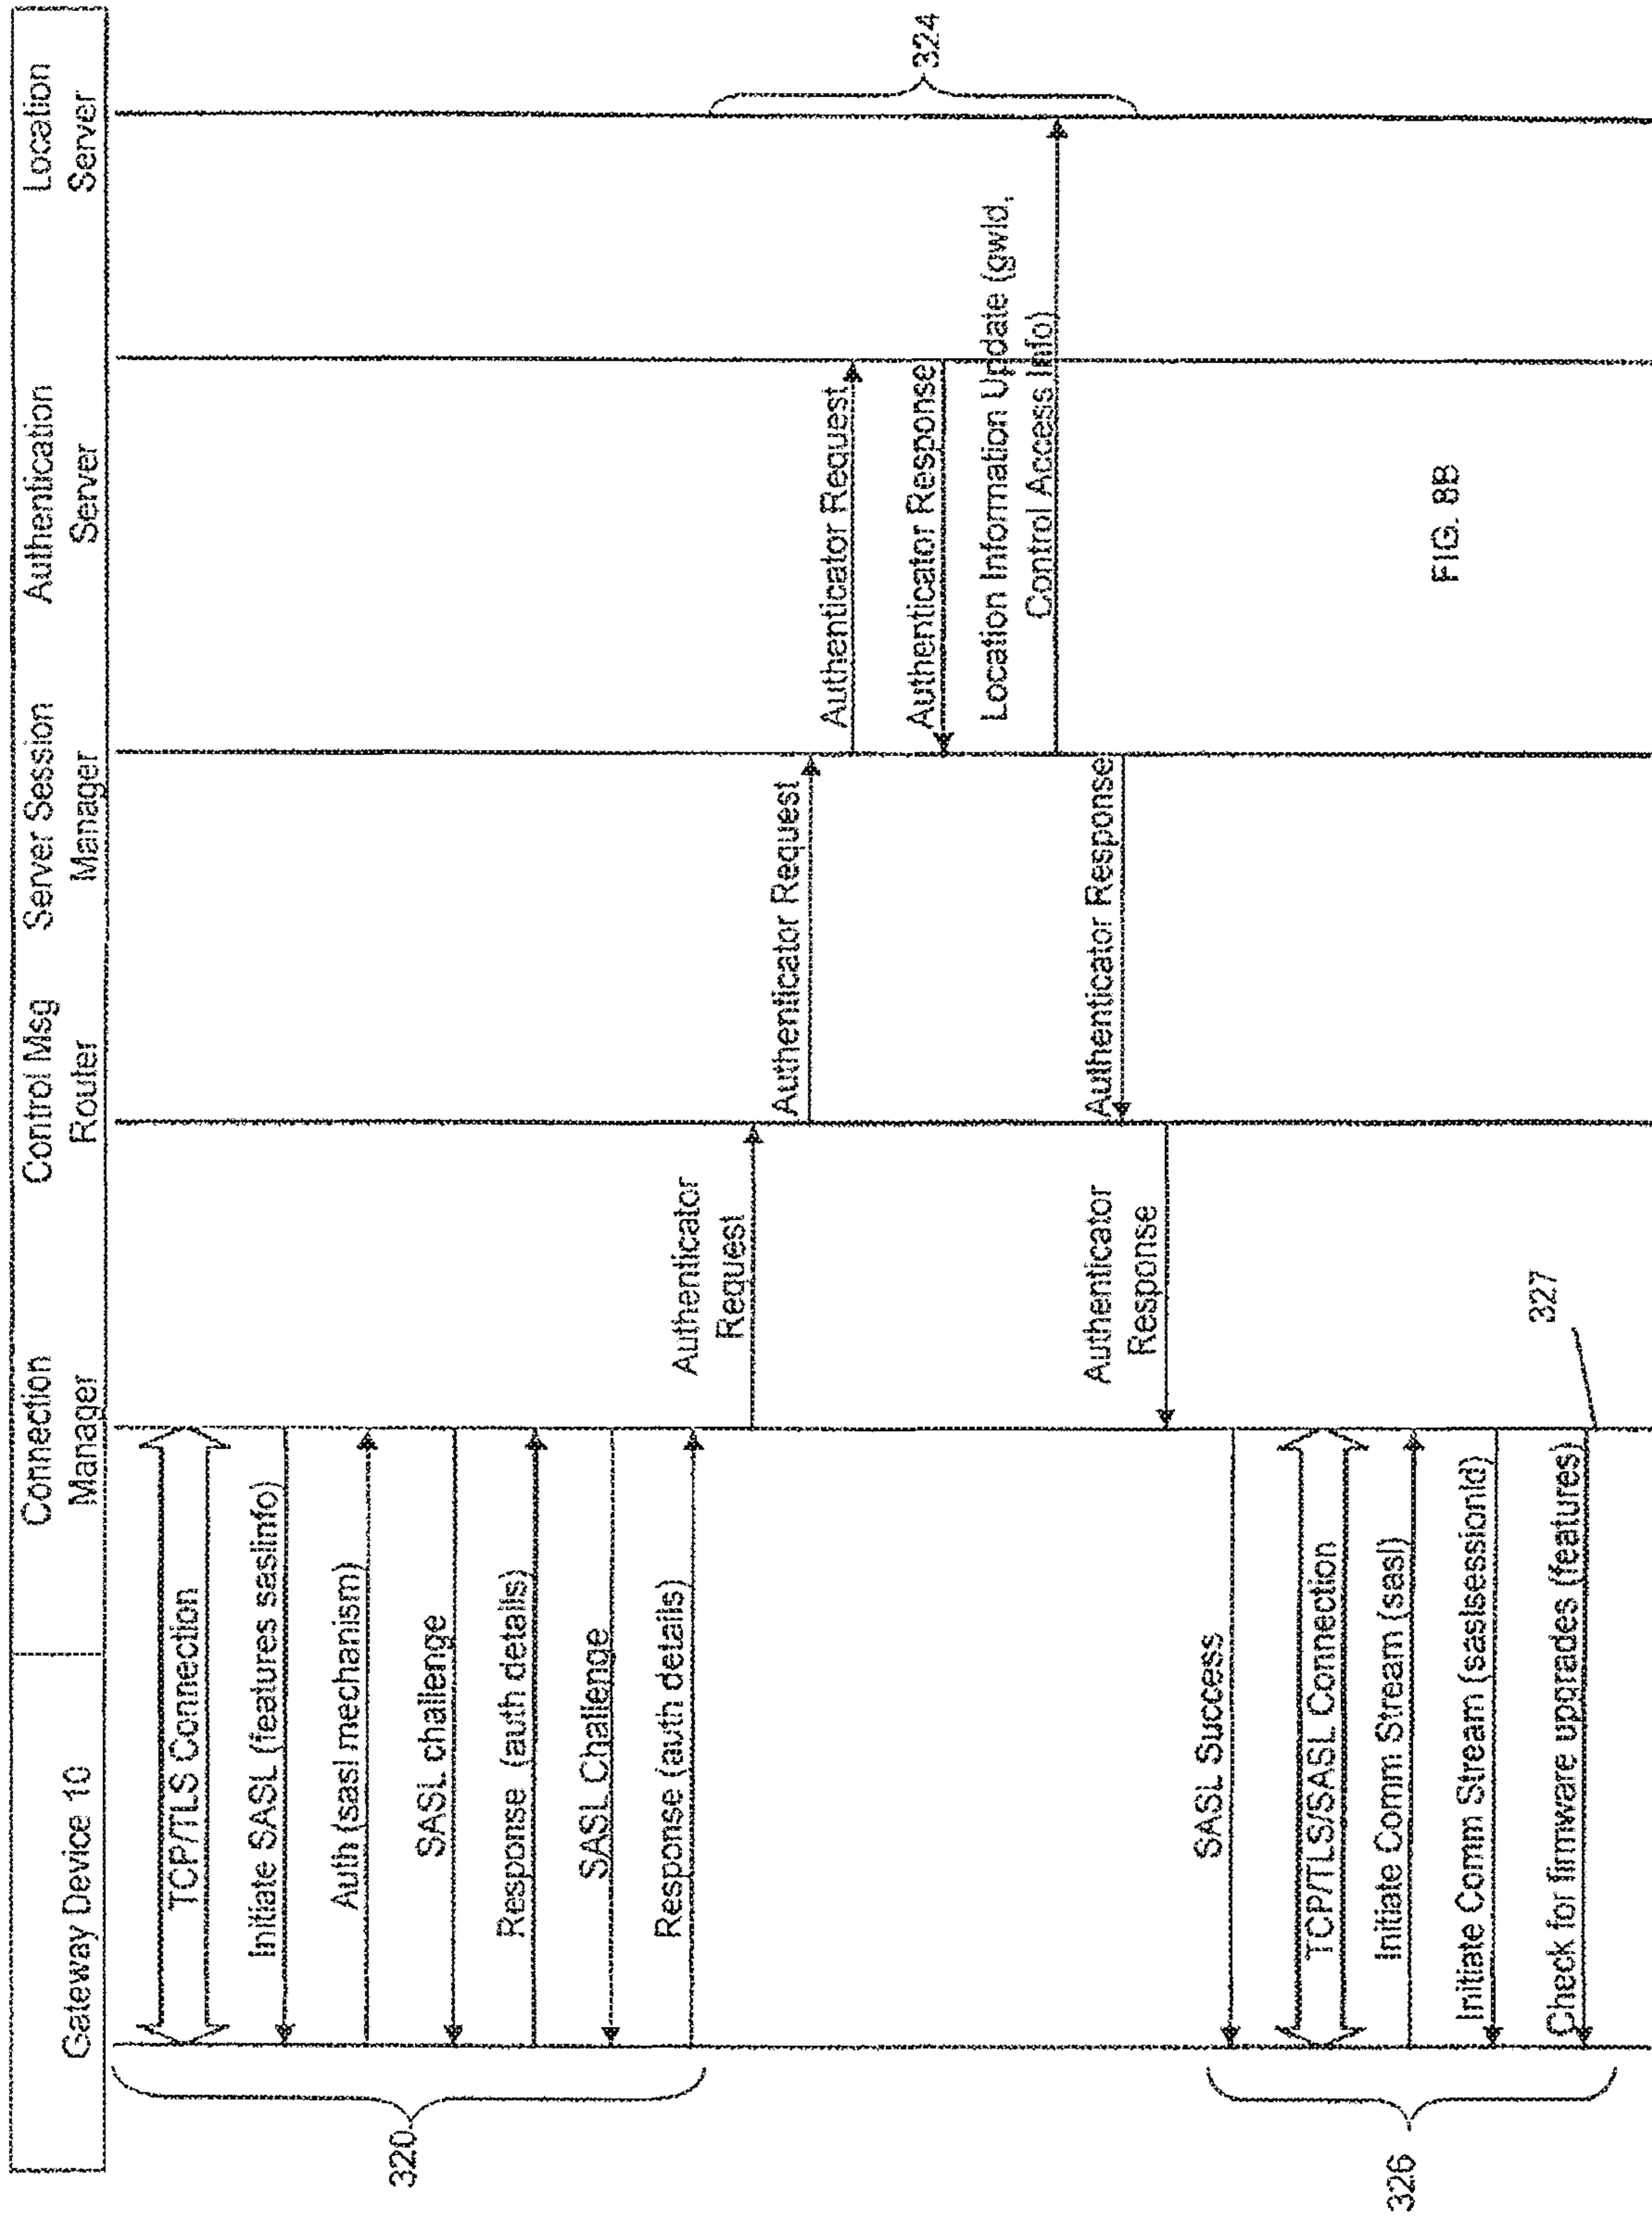 Gateway Device 10
Connection
Manager
Control Msg
Router
Server Session
Manager
Authentication
Server
Location
Server
TCP/TLS Connection
Initiate SASL (features saslinfo)
Auth (sasl mechanism)
SASL challenge
Response (auth details)
SASL Challenge
Response (auth details)
320
Authenticator
Request
Authenticator Request
Authenticator Request
Authenticator Response
Location Information Update (gwId,
Control Access Info)
324
Authenticator Response
Authenticator
Response
SASL Success
TCP/TLS/SASL Connection
Initiate Comm Stream (sasl)
Initiate Comm Stream (saslsessionId)
Check for firmware upgrades (features)
326
327
FIG. 8B